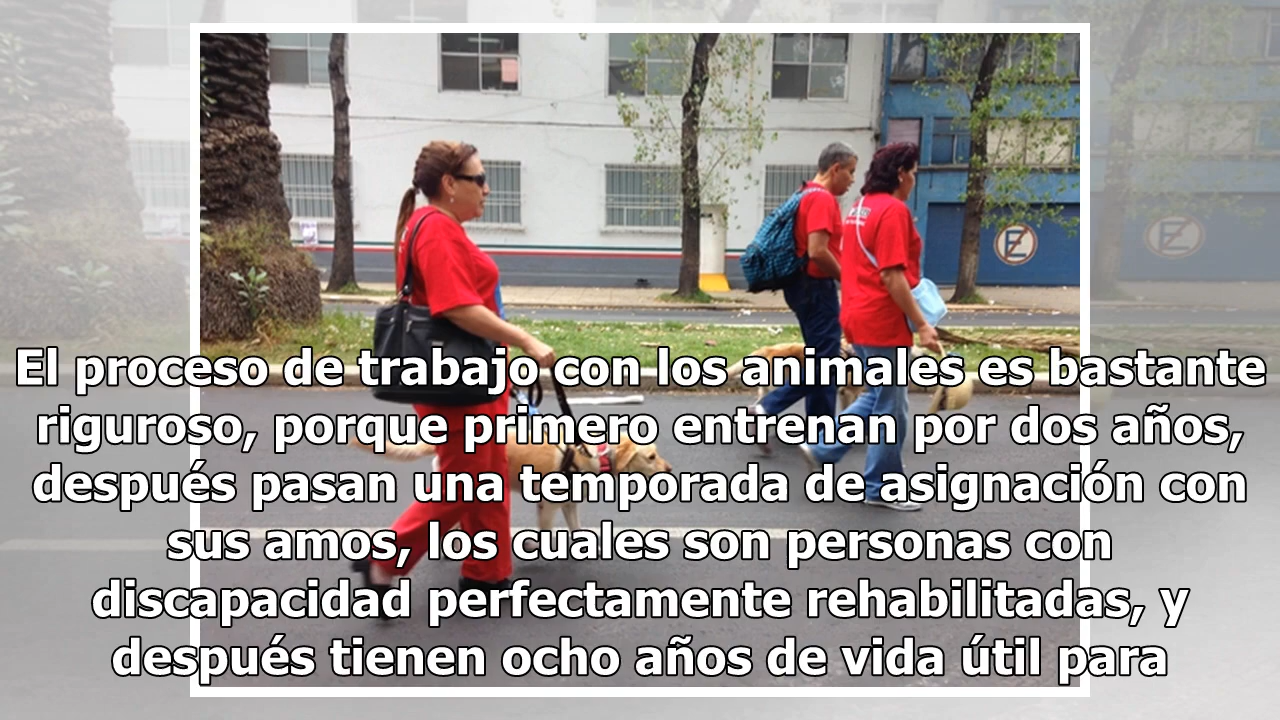 El proceso de trabajo con los animales es bastante
riguroso, porque primero entrenan por dos años,
después pasan una temporada de asignación con
sus amos, los cuales son personas con
discapacidad perfectamente rehabilitadas, y
después tienen ocho años de vida útil para
E